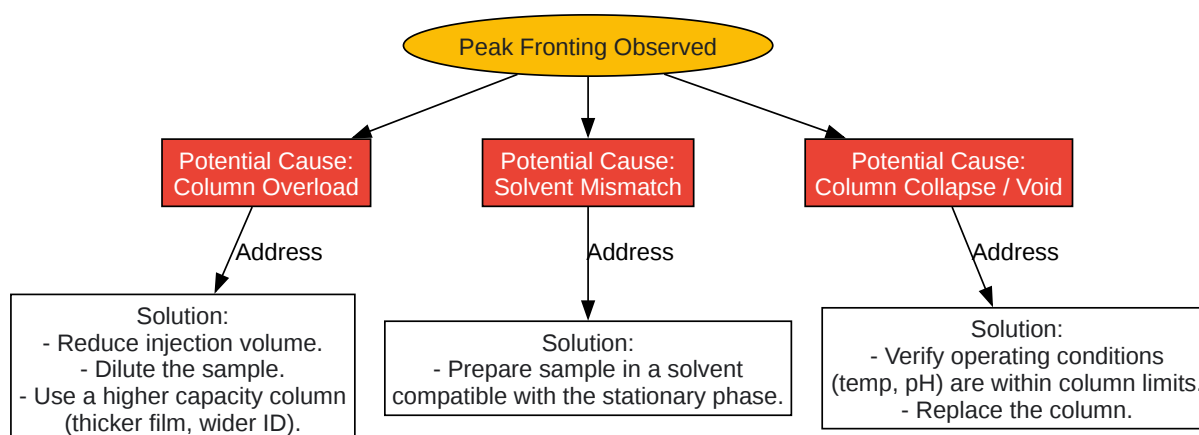 Peak Fronting Observed
Potential Cause:
Column Overload
Potential Cause:
Solvent Mismatch
Potential Cause:
Column Collapse / Void
Address
Address
Address
Solution:
- Reduce injection volume.
- Dilute the sample.
- Use a higher capacity column
(thicker film, wider ID).
Solution:
- Prepare sample in a solvent
compatible with the stationary phase.
Solution:
- Verify operating conditions
(temp, pH) are within column limits.
- Replace the column.